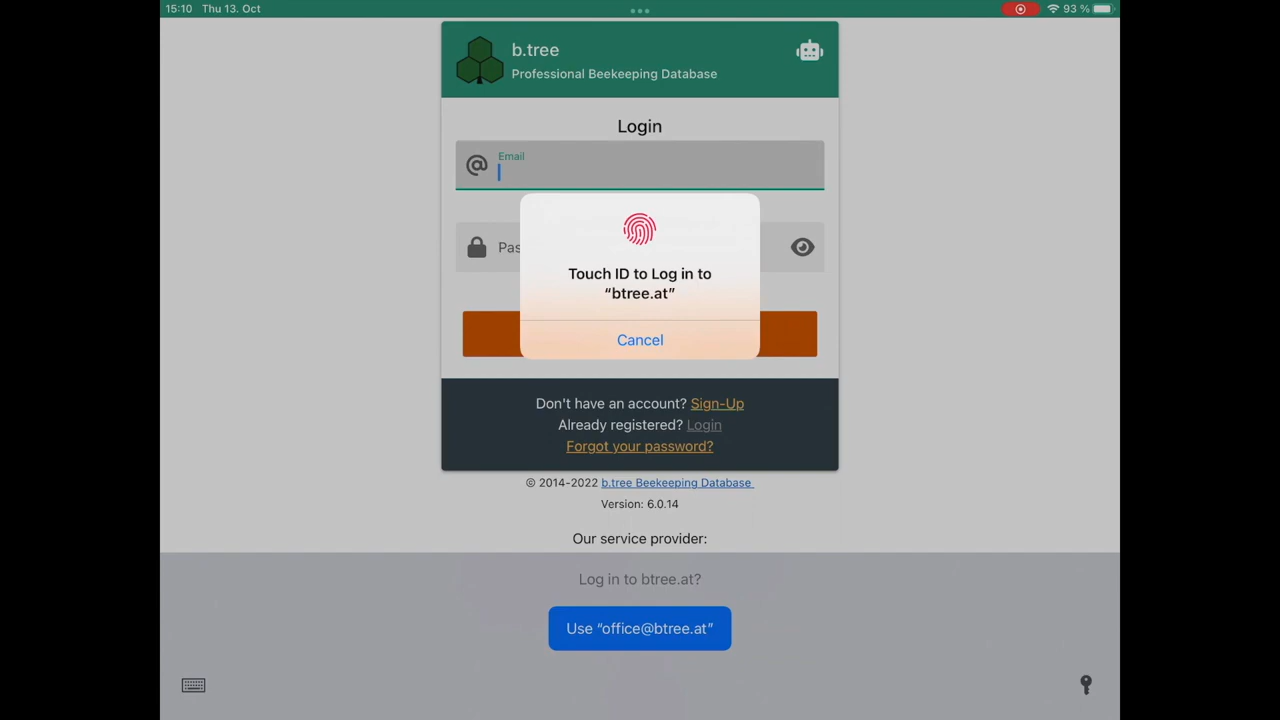 15:10 Thu 13. Oct 93 %
b.tree
Professional Beekeeping Database
Login
@ Email
Pas
Touch ID to Log in to
“btree.at”
Cancel
Don't have an account? Sign-Up
Already registered? Login
Forgot your password?
© 2014-2022 b.tree Beekeeping Database
Version: 6.0.14
Our service provider:
Log in to btree.at?
Use “office@btree.at”